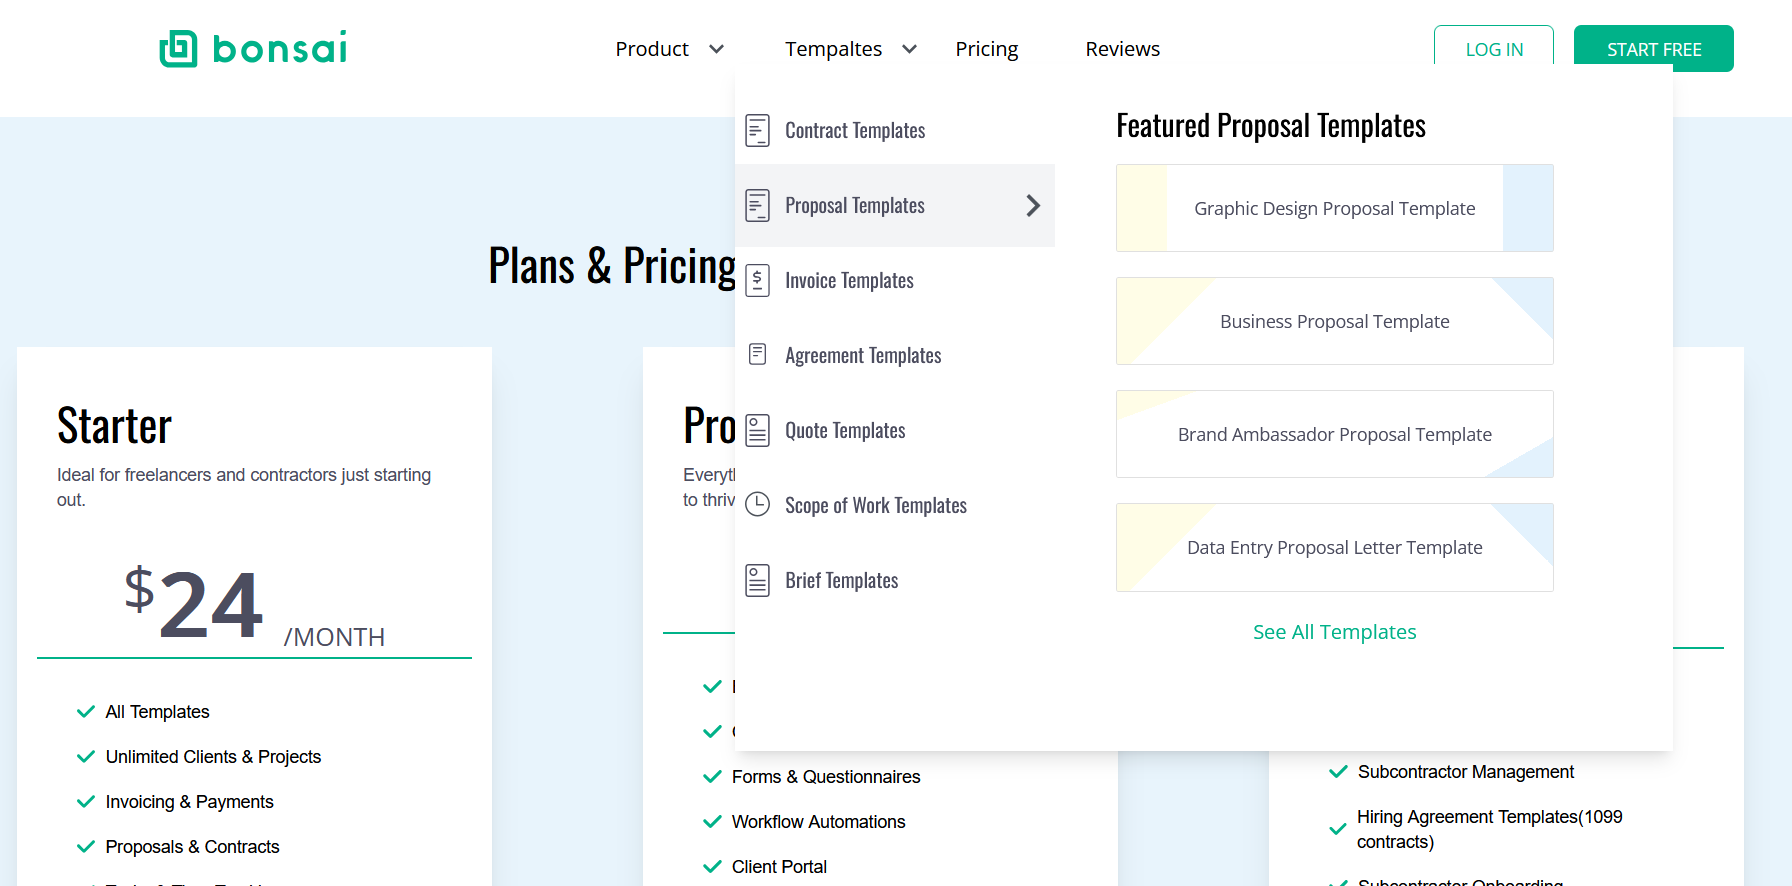 bonsai
Product
Tempaltes
Pricing
Reviews
LOG IN
START FREE
Contract Templates
Proposal Templates
Invoice Templates
Agreement Templates
Quote Templates
Scope of Work Templates
Brief Templates
Featured Proposal Templates
Graphic Design Proposal Template
Business Proposal Template
Brand Ambassador Proposal Template
Data Entry Proposal Letter Template
See All Templates
Plans & Pricing
Starter
Ideal for freelancers and contractors just starting
out.
$24 /MONTH
All Templates
Unlimited Clients & Projects
Invoicing & Payments
Proposals & Contracts
Pro
to
Forms & Questionnaires
Workflow Automations
Client Portal
Subcontractor Management
Hiring Agreement Templates(1099
contracts)
Subcontractor Onboarding